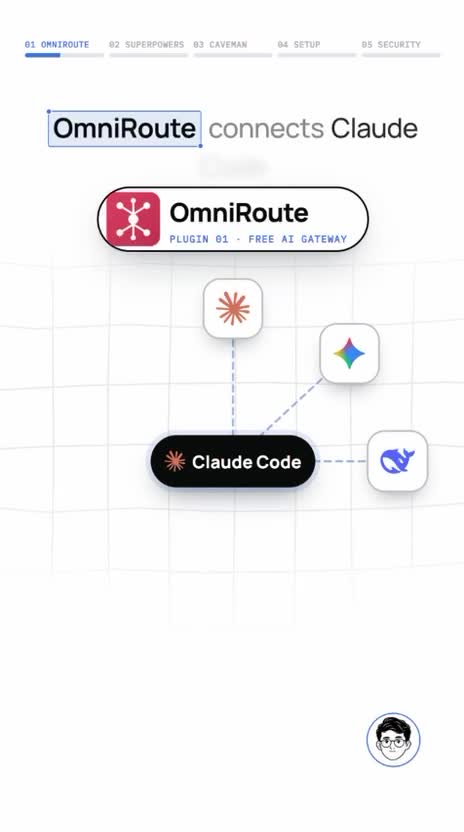 01 OMNIROUTE
02 SUPERPOWERS
03 CAVEMAN
04 SETUP
05 SECURITY
OmniRoute connects Claude
Code
OmniRoute
PLUGIN 01 · FREE AI GATEWAY
Claude Code